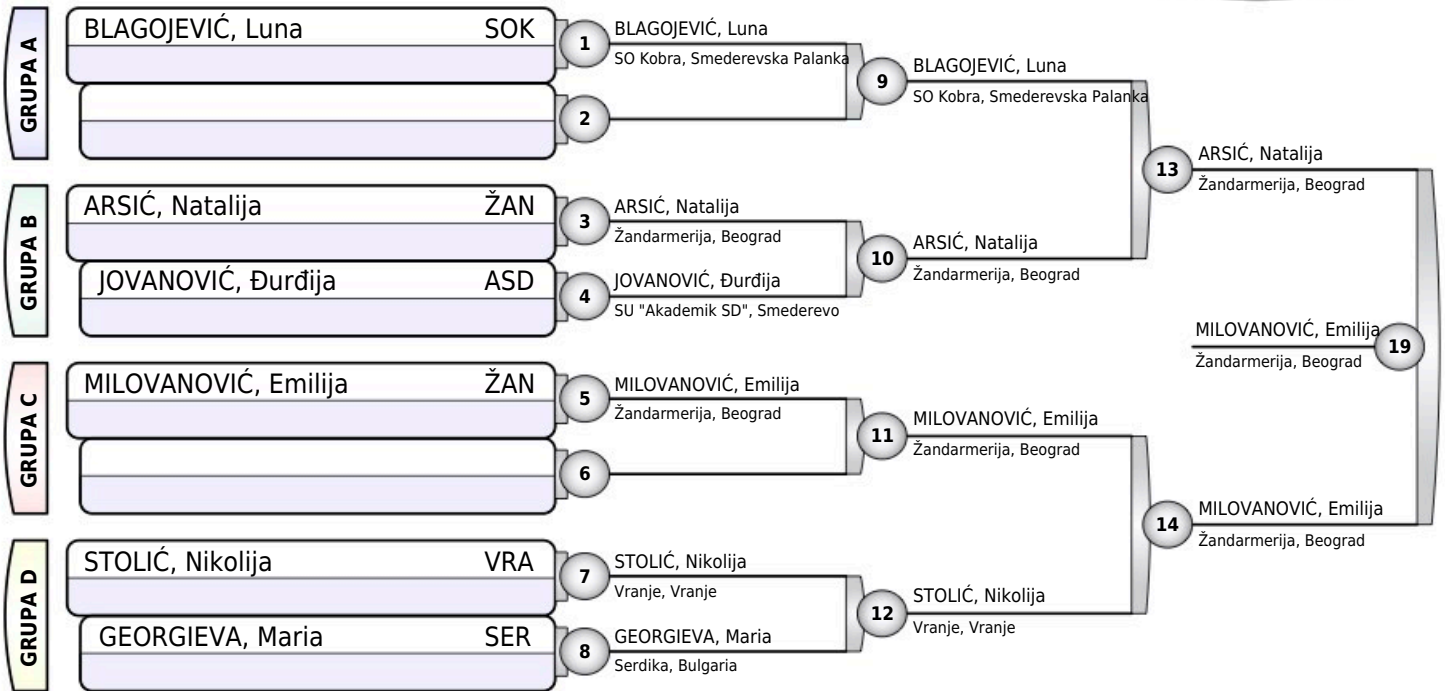 GRUPA A
BLAGOJEVIĆ, Luna SOK
1
BLAGOJEVIĆ, Luna
SO Kobra, Smederevska Palanka
2
9
BLAGOJEVIĆ, Luna
SO Kobra, Smederevska Palanka
GRUPA B
ARSIĆ, Natalija ŽAN
3
ARSIĆ, Natalija
Žandarmerija, Beograd
JOVANOVIĆ, Đurđija ASD
4
JOVANOVIĆ, Đurđija
SU "Akademik SD", Smederevo
10
ARSIĆ, Natalija
Žandarmerija, Beograd
13
ARSIĆ, Natalija
Žandarmerija, Beograd
GRUPA C
MILOVANOVIĆ, Emilija ŽAN
5
MILOVANOVIĆ, Emilija
Žandarmerija, Beograd
6
11
MILOVANOVIĆ, Emilija
Žandarmerija, Beograd
GRUPA D
STOLIĆ, Nikolija VRA
7
STOLIĆ, Nikolija
Vranje, Vranje
GEORGIEVA, Maria SER
8
GEORGIEVA, Maria
Serdika, Bulgaria
12
STOLIĆ, Nikolija
Vranje, Vranje
14
MILOVANOVIĆ, Emilija
Žandarmerija, Beograd
MILOVANOVIĆ, Emilija
Žandarmerija, Beograd
19